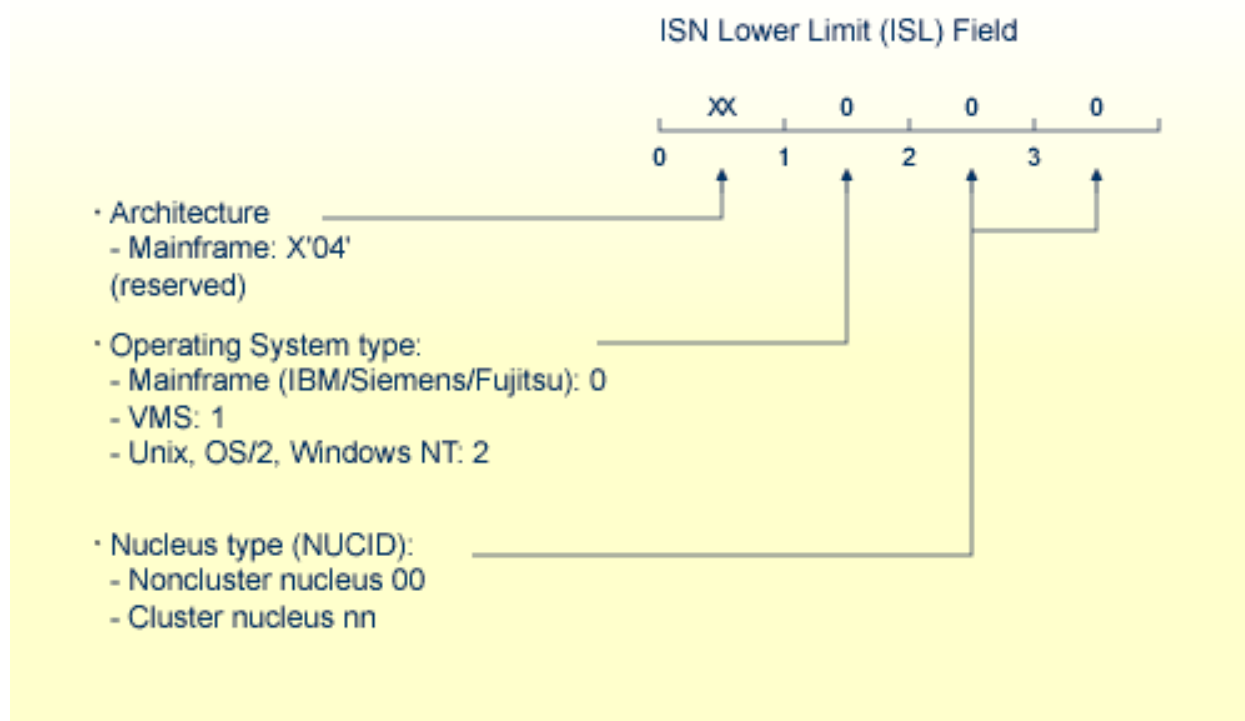 ISN Lower Limit (ISL) Field
XX 0 0 0
0 1 2 3
· Architecture
- Mainframe: X'04'
(reserved)
· Operating System type:
- Mainframe (IBM/Siemens/Fujitsu): 0
- VMS: 1
- Unix, OS/2, Windows NT: 2
· Nucleus type (NUCID):
- Noncluster nucleus 00
- Cluster nucleus nn